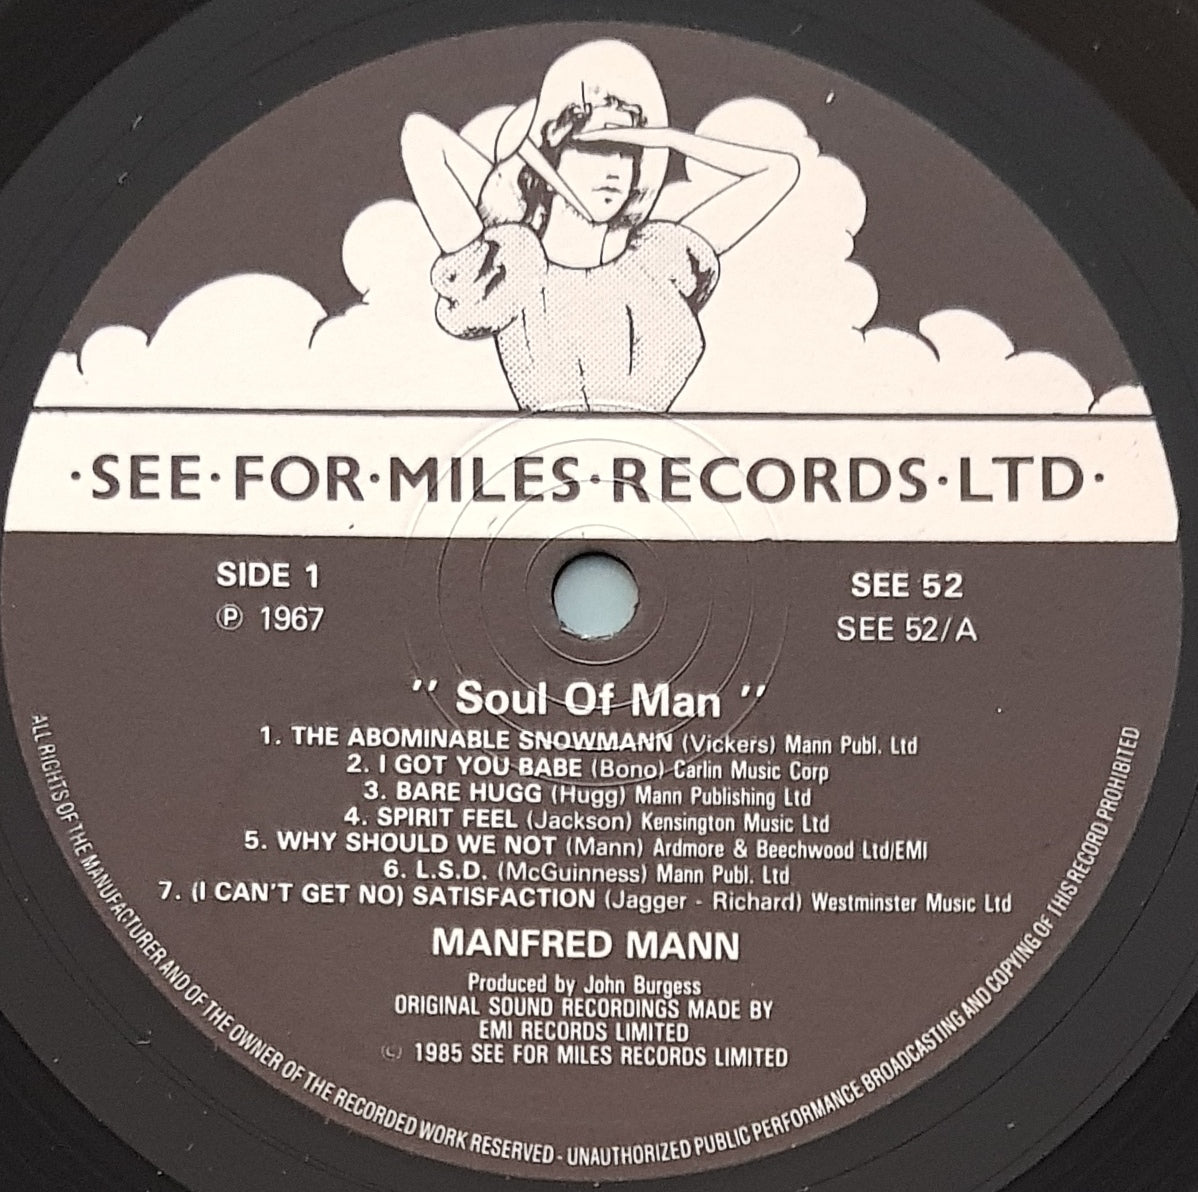 ·SEE·FOR·MILES·RECORDS·LTD·
SIDE 1
℗ 1967
SEE 52
SEE 52/A
" Soul Of Man "
1. THE ABOMINABLE SNOWMANN (Vickers) Mann Publ. Ltd
2. I GOT YOU BABE (Bono) Carlin Music Corp
3. BARE HUGG (Hugg) Mann Publishing Ltd
4. SPIRIT FEEL (Jackson) Kensington Music Ltd
5. WHY SHOULD WE NOT (Mann) Ardmore & Beechwood Ltd/EMI
6. L.S.D. (McGuinness) Mann Publ. Ltd
7. (I CAN'T GET NO) SATISFACTION (Jagger - Richard) Westminster Music Ltd
MANFRED MANN
Produced by John Burgess
ORIGINAL SOUND RECORDINGS MADE BY
EMI RECORDS LIMITED
© 1985 SEE FOR MILES RECORDS LIMITED
ALL RIGHTS OF THE MANUFACTURER AND OF THE OWNER OF THE RECORDED WORK RESERVED - UNAUTHORIZED PUBLIC PERFORMANCE BROADCASTING AND COPYING OF THIS RECORD PROHIBITED